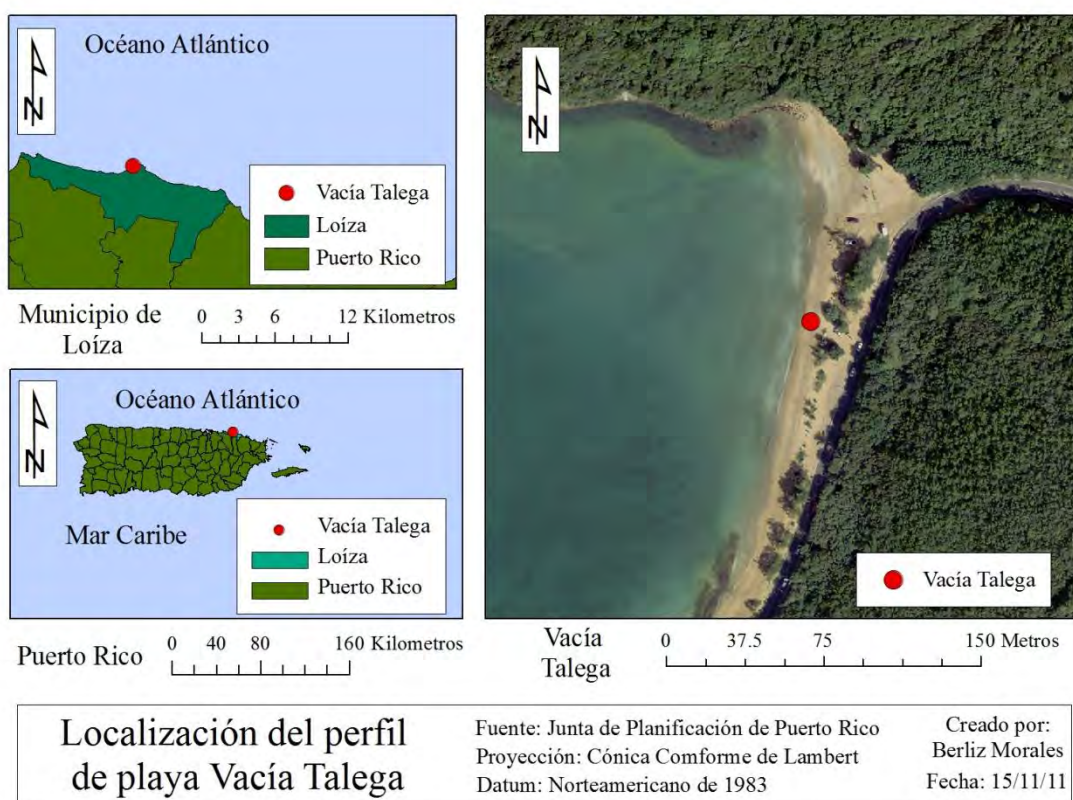 Océano Atlántico
N
Vacía Talega
Loíza
Puerto Rico
Municipio de
Loíza
0 3 6 12 Kilometros
Océano Atlántico
N
Mar Caribe
Vacía Talega
Loíza
Puerto Rico
Puerto Rico
0 40 80 160 Kilometros
N
Vacía Talega
Vacía
Talega
0 37.5 75 150 Metros
Localización del perfil
de playa Vacía Talega
Fuente: Junta de Planificación de Puerto Rico
Proyección: Cónica Comforme de Lambert
Datum: Norteamericano de 1983
Creado por:
Berliz Morales
Fecha: 15/11/11